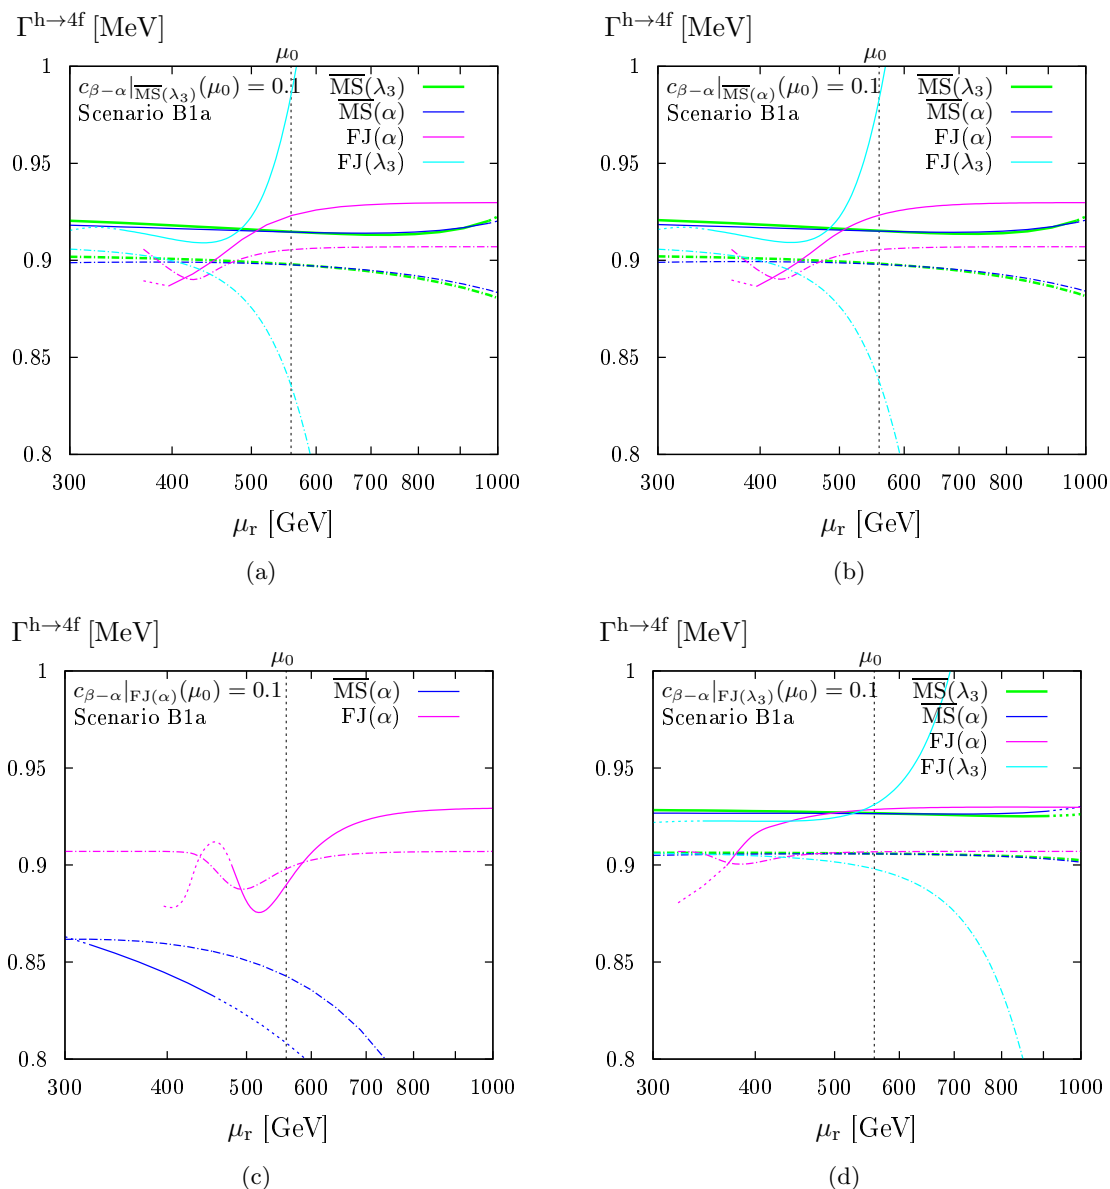 Γ^{h→4f} [MeV]
μ₀
c_{β−α}|_{\overline{MS}(λ₃)}(μ₀) = 0.1
Scenario B1a
\overline{MS}(λ₃)
\overline{MS}(α)
FJ(α)
FJ(λ₃)
1
0.95
0.9
0.85
0.8
300 400 500 600 700 800 1000
μ_r [GeV]
(a)
Γ^{h→4f} [MeV]
μ₀
c_{β−α}|_{\overline{MS}(α)}(μ₀) = 0.1
Scenario B1a
\overline{MS}(λ₃)
\overline{MS}(α)
FJ(α)
FJ(λ₃)
1
0.95
0.9
0.85
0.8
300 400 500 600 700 800 1000
μ_r [GeV]
(b)
Γ^{h→4f} [MeV]
μ₀
c_{β−α}|_{FJ(α)}(μ₀) = 0.1
Scenario B1a
\overline{MS}(α)
FJ(α)
1
0.95
0.9
0.85
0.8
300 400 500 600 700 800 1000
μ_r [GeV]
(c)
Γ^{h→4f} [MeV]
μ₀
c_{β−α}|_{FJ(λ₃)}(μ₀) = 0.1
Scenario B1a
\overline{MS}(λ₃)
\overline{MS}(α)
FJ(α)
FJ(λ₃)
1
0.95
0.9
0.85
0.8
300 400 500 600 700 800 1000
μ_r [GeV]
(d)